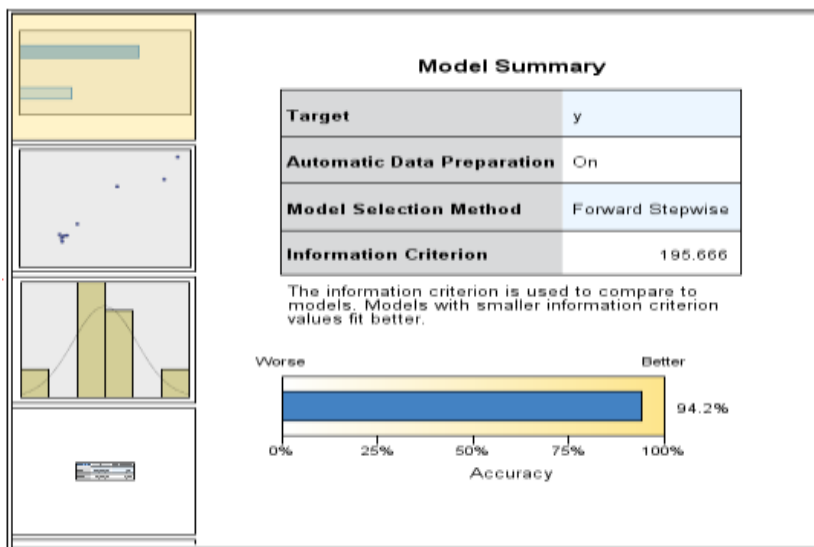 Model Summary
Target y
Automatic Data Preparation On
Model Selection Method Forward Stepwise
Information Criterion 195.666
The information criterion is used to compare to
models. Models with smaller information criterion
values fit better.
Worse Better
94.2%
0% 25% 50% 75% 100%
Accuracy